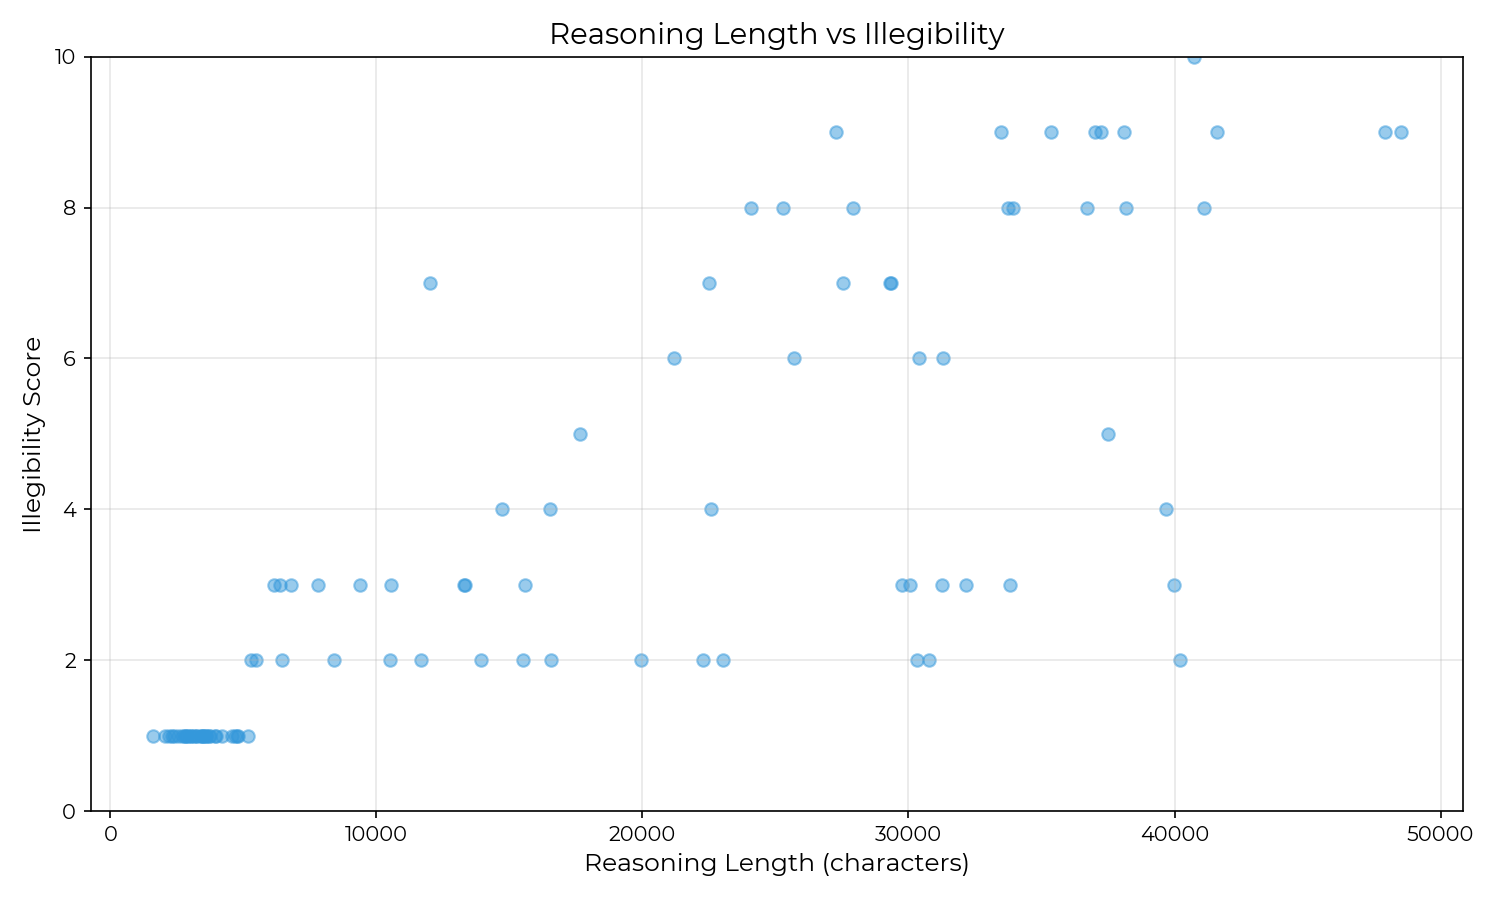 Reasoning Length vs Illegibility
10
8
6
4
2
0
Illegibility Score
0 10000 20000 30000 40000 50000
Reasoning Length (characters)